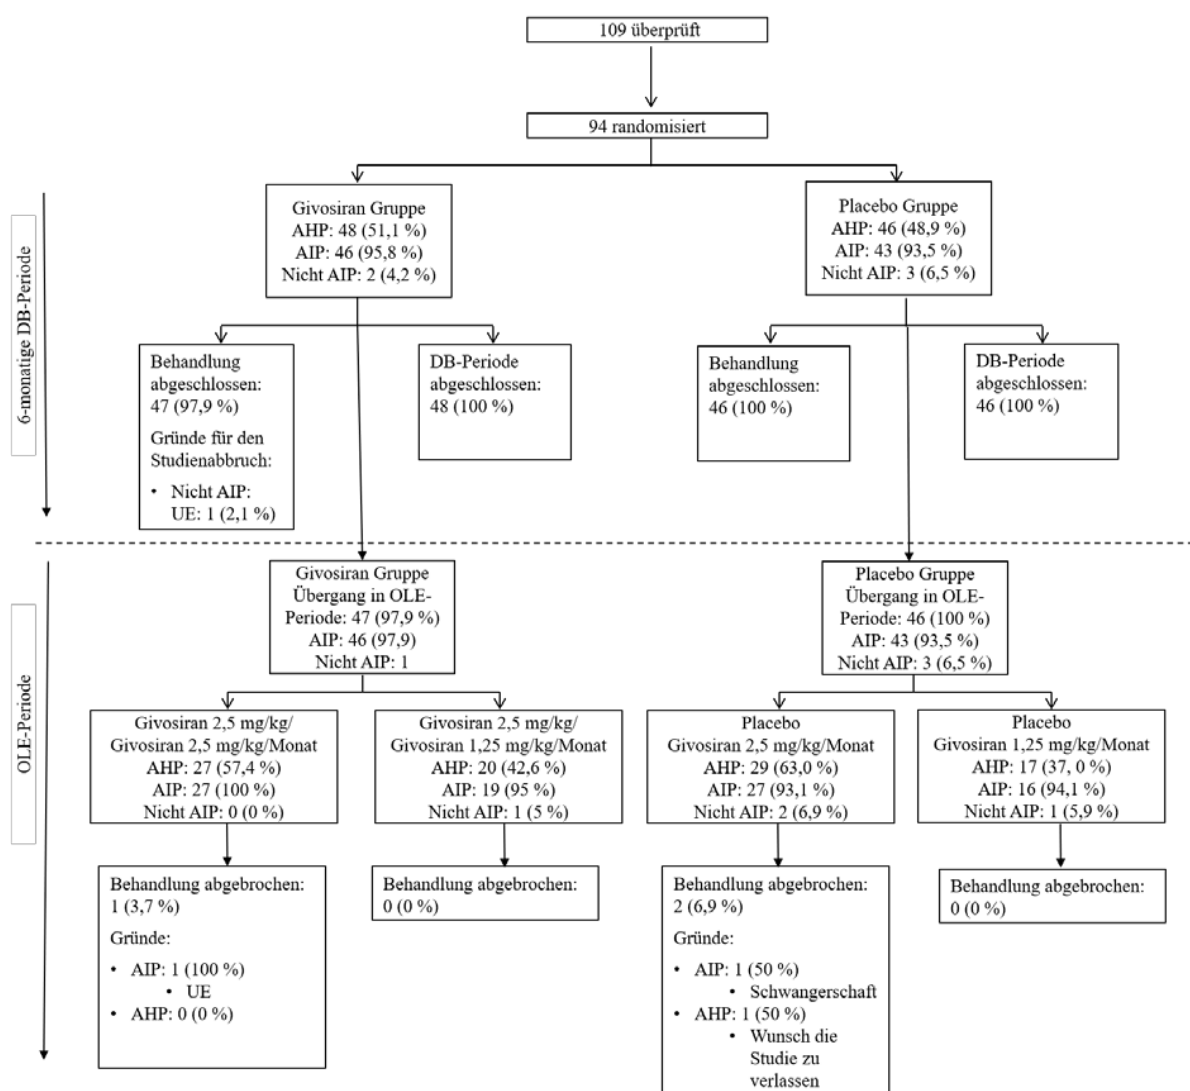 109 überprüft
94 randomisiert
6-monatige DB-Periode
Givosiran Gruppe
AHP: 48 (51,1 %)
AIP: 46 (95,8 %)
Nicht AIP: 2 (4,2 %)
Placebo Gruppe
AHP: 46 (48,9 %)
AIP: 43 (93,5 %)
Nicht AIP: 3 (6,5 %)
Behandlung
abgeschlossen:
47 (97,9 %)
Gründe für den
Studienabbruch:
• Nicht AIP:
UE: 1 (2,1 %)
DB-Periode
abgeschlossen:
48 (100 %)
Behandlung
abgeschlossen:
46 (100 %)
DB-Periode
abgeschlossen:
46 (100 %)
OLE-Periode
Givosiran Gruppe
Übergang in OLE-
Periode: 47 (97,9 %)
AIP: 46 (97,9)
Nicht AIP: 1
Placebo Gruppe
Übergang in OLE-
Periode: 46 (100 %)
AIP: 43 (93,5 %)
Nicht AIP: 3 (6,5 %)
Givosiran 2,5 mg/kg/
Givosiran 2,5 mg/kg/Monat
AHP: 27 (57,4 %)
AIP: 27 (100 %)
Nicht AIP: 0 (0 %)
Givosiran 2,5 mg/kg/
Givosiran 1,25 mg/kg/Monat
AHP: 20 (42,6 %)
AIP: 19 (95 %)
Nicht AIP: 1 (5 %)
Placebo
Givosiran 2,5 mg/kg/Monat
AHP: 29 (63,0 %)
AIP: 27 (93,1 %)
Nicht AIP: 2 (6,9 %)
Placebo
Givosiran 1,25 mg/kg/Monat
AHP: 17 (37, 0 %)
AIP: 16 (94,1 %)
Nicht AIP: 1 (5,9 %)
Behandlung abgebrochen:
1 (3,7 %)
Gründe:
• AIP: 1 (100 %)
• UE
• AHP: 0 (0 %)
Behandlung abgebrochen:
0 (0 %)
Behandlung abgebrochen:
2 (6,9 %)
Gründe:
• AIP: 1 (50 %)
• Schwangerschaft
• AHP: 1 (50 %)
• Wunsch die
Studie zu
verlassen
Behandlung abgebrochen:
0 (0 %)